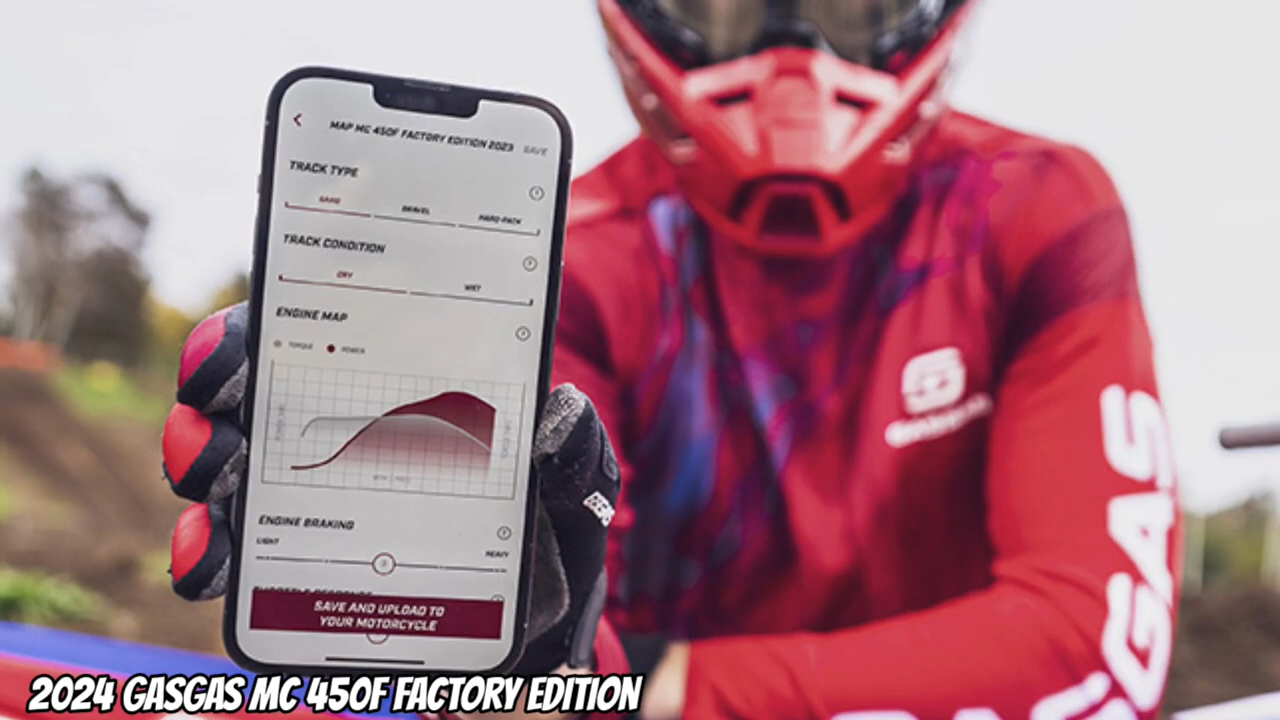 MAP MC 450F FACTORY EDITION 2023 SAVE
TRACK TYPE
SAND GRAVEL HARD-PACK
TRACK CONDITION
DRY WET
ENGINE MAP
TORQUE POWER
ENGINE BRAKING
LIGHT HEAVY
3
SAVE AND UPLOAD TO
YOUR MOTORCYCLE
GASGAS
2024 GASGAS MC 450F FACTORY EDITION